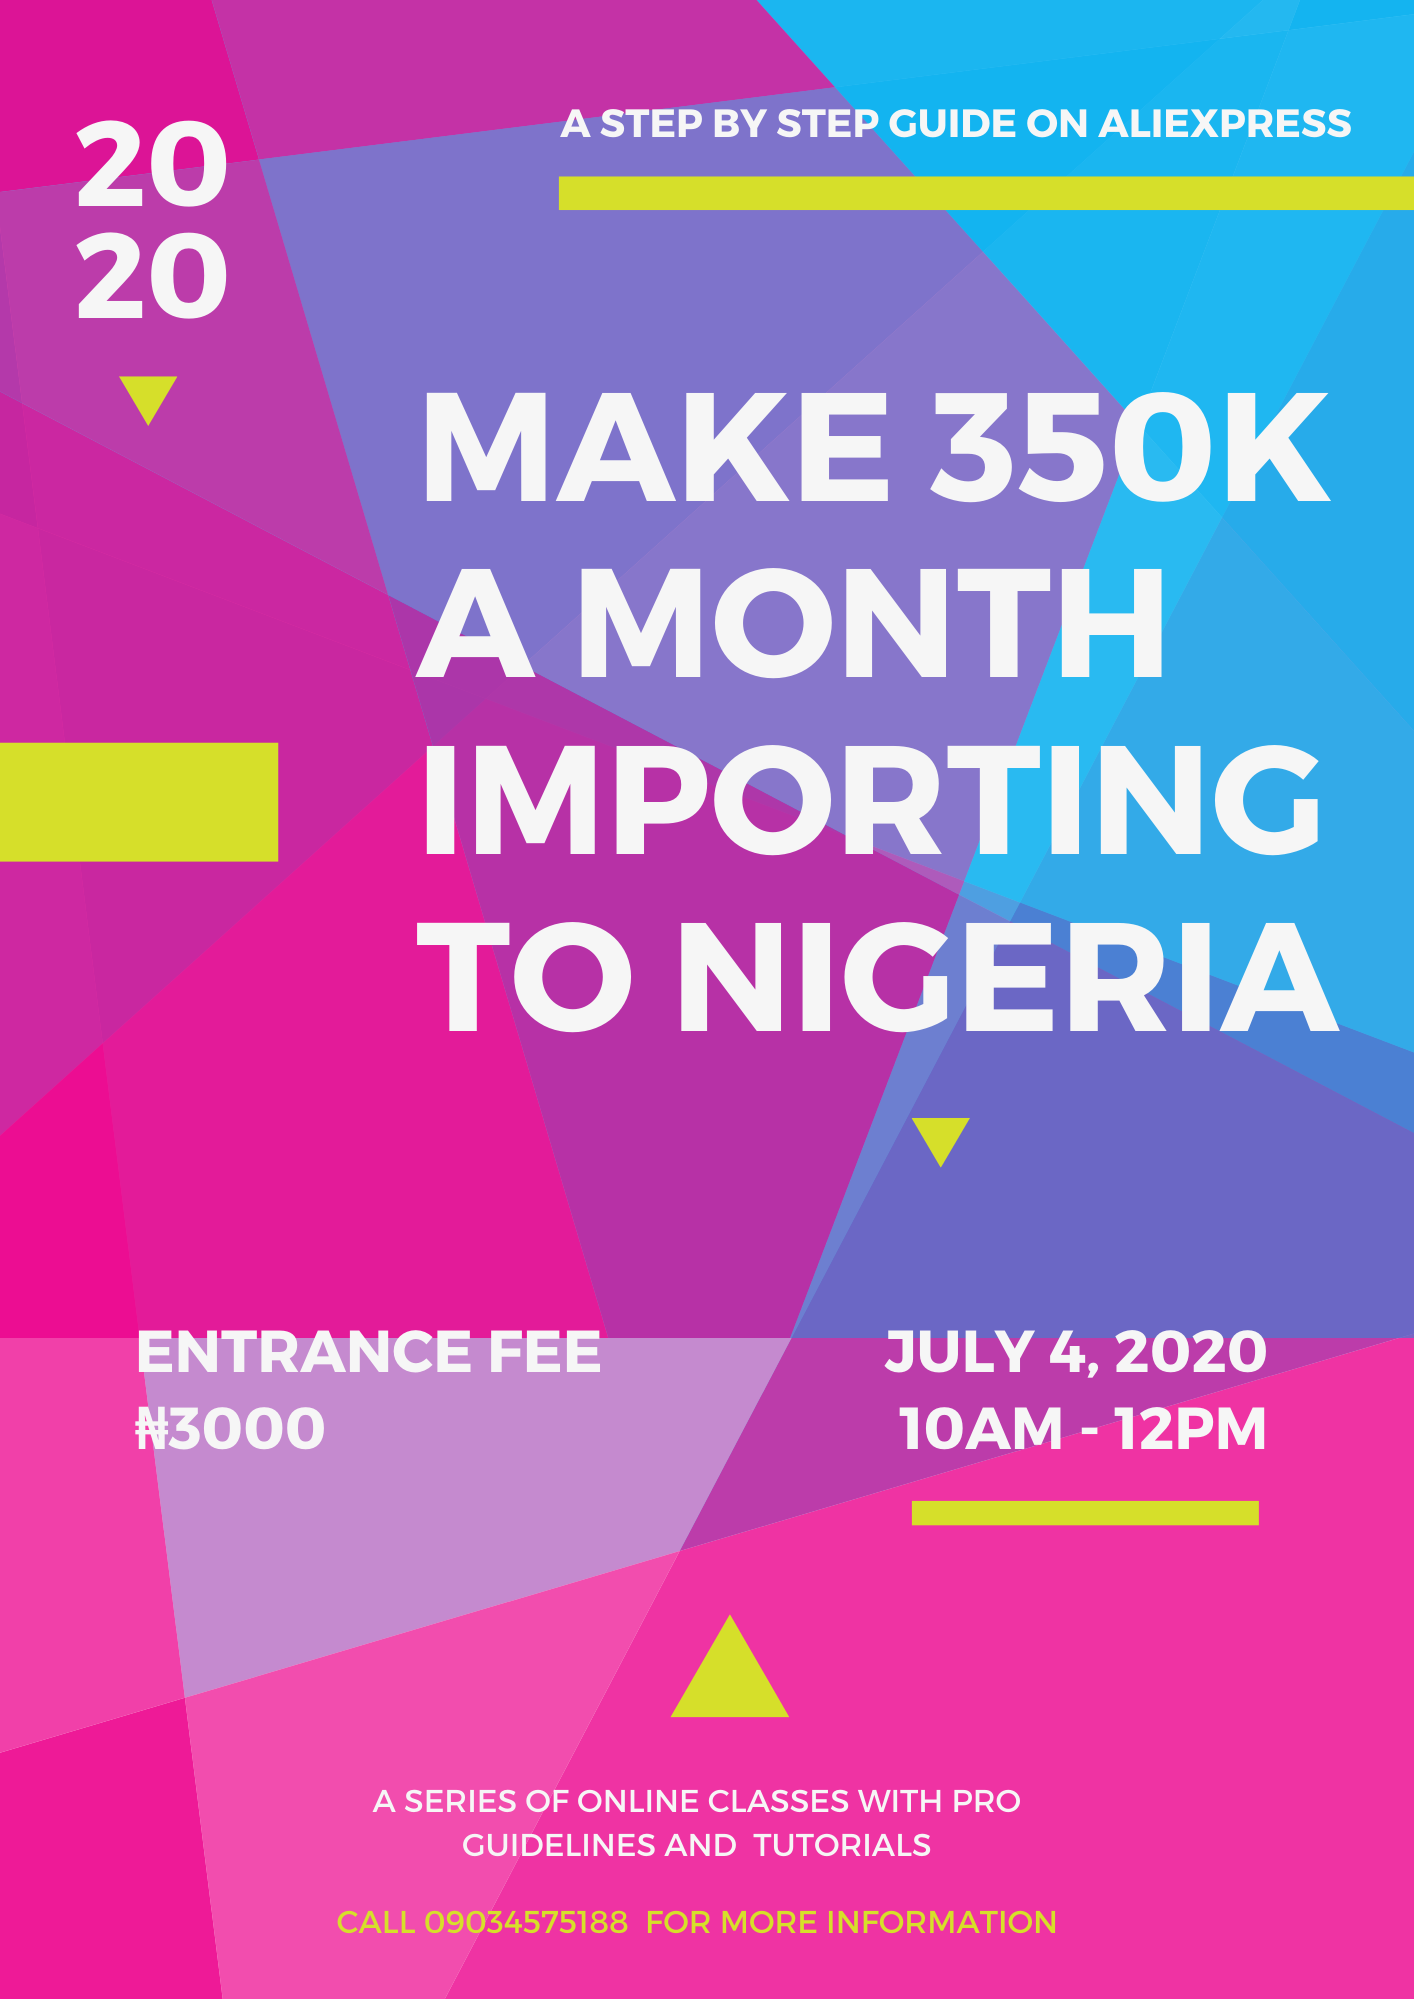 20
20
A STEP BY STEP GUIDE ON ALIEXPRESS
MAKE 350K
A MONTH
IMPORTING
TO NIGERIA
ENTRANCE FEE
₦3000
JULY 4, 2020
10AM - 12PM
A SERIES OF ONLINE CLASSES WITH PRO
GUIDELINES AND TUTORIALS
CALL 09034575188 FOR MORE INFORMATION